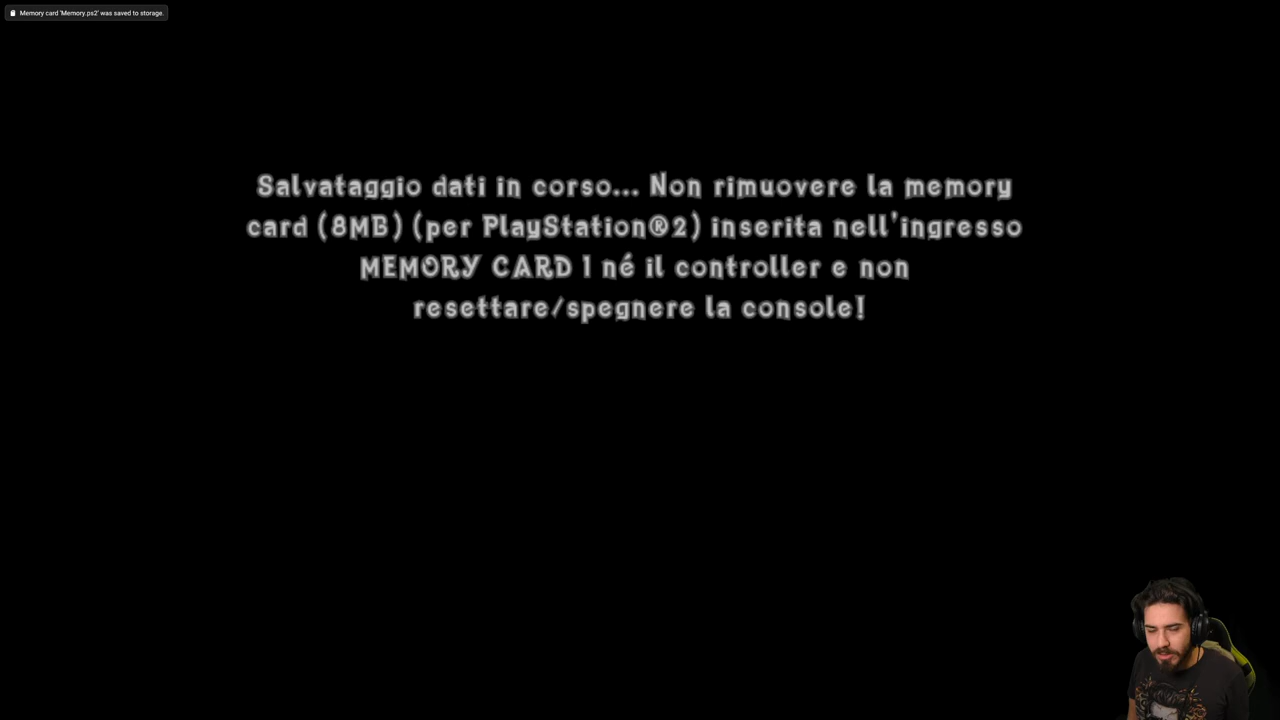 Memory card 'Memory.ps2' was saved to storage.
Salvataggio dati in corso... Non rimuovere la memory
card (8MB) (per PlayStation®2) inserita nell'ingresso
MEMORY CARD 1 né il controller e non
resettare/spegnere la console!